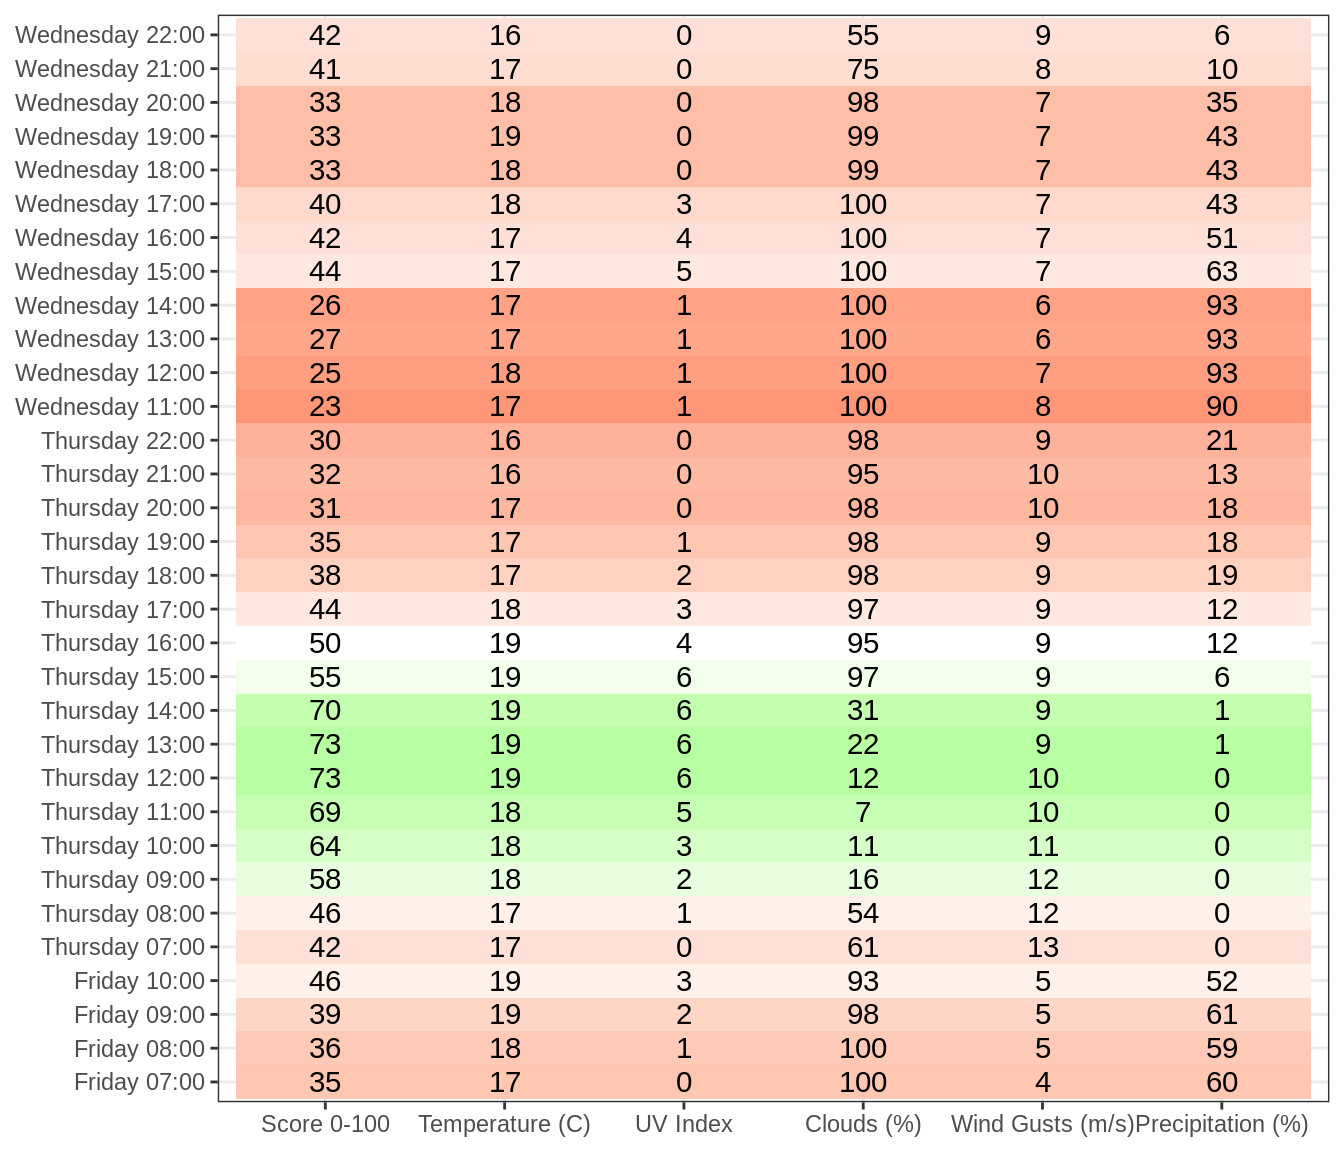 Wednesday 22:00 42 16 0 55 9 6
Wednesday 21:00 41 17 0 75 8 10
Wednesday 20:00 33 18 0 98 7 35
Wednesday 19:00 33 19 0 99 7 43
Wednesday 18:00 33 18 0 99 7 43
Wednesday 17:00 40 18 3 100 7 43
Wednesday 16:00 42 17 4 100 7 51
Wednesday 15:00 44 17 5 100 7 63
Wednesday 14:00 26 17 1 100 6 93
Wednesday 13:00 27 17 1 100 6 93
Wednesday 12:00 25 18 1 100 7 93
Wednesday 11:00 23 17 1 100 8 90
Thursday 22:00 30 16 0 98 9 21
Thursday 21:00 32 16 0 95 10 13
Thursday 20:00 31 17 0 98 10 18
Thursday 19:00 35 17 1 98 9 18
Thursday 18:00 38 17 2 98 9 19
Thursday 17:00 44 18 3 97 9 12
Thursday 16:00 50 19 4 95 9 12
Thursday 15:00 55 19 6 97 9 6
Thursday 14:00 70 19 6 31 9 1
Thursday 13:00 73 19 6 22 9 1
Thursday 12:00 73 19 6 12 10 0
Thursday 11:00 69 18 5 7 10 0
Thursday 10:00 64 18 3 11 11 0
Thursday 09:00 58 18 2 16 12 0
Thursday 08:00 46 17 1 54 12 0
Thursday 07:00 42 17 0 61 13 0
Friday 10:00 46 19 3 93 5 52
Friday 09:00 39 19 2 98 5 61
Friday 08:00 36 18 1 100 5 59
Friday 07:00 35 17 0 100 4 60
Score 0-100 Temperature (C) UV Index Clouds (%) Wind Gusts (m/s) Precipitation (%)